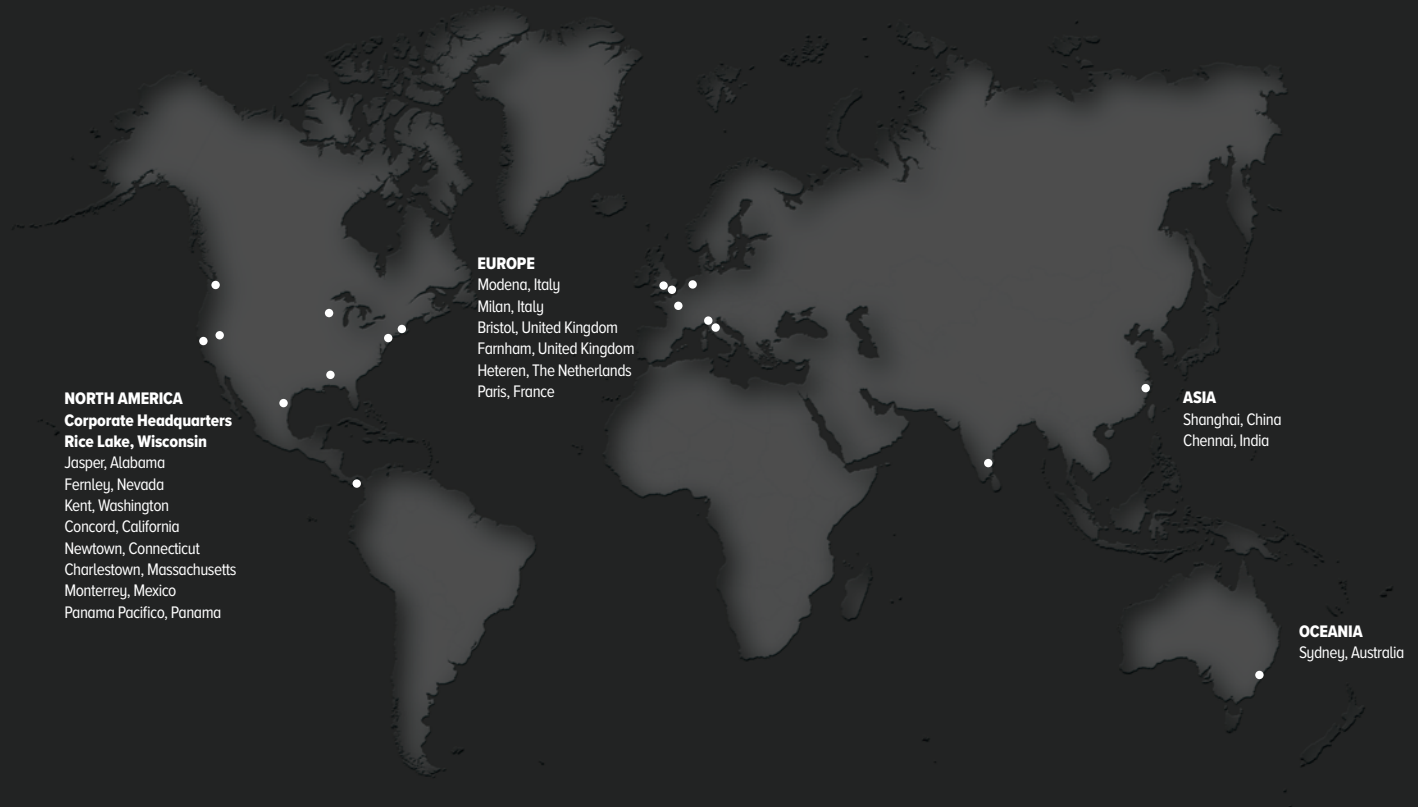 NORTH AMERICA
Corporate Headquarters
Rice Lake, Wisconsin
Jasper, Alabama
Fernley, Nevada
Kent, Washington
Concord, California
Newtown, Connecticut
Charlestown, Massachusetts
Monterrey, Mexico
Panama Pacifico, Panama
EUROPE
Modena, Italy
Milan, Italy
Bristol, United Kingdom
Farnham, United Kingdom
Heteren, The Netherlands
Paris, France
ASIA
Shanghai, China
Chennai, India
OCEANIA
Sydney, Australia